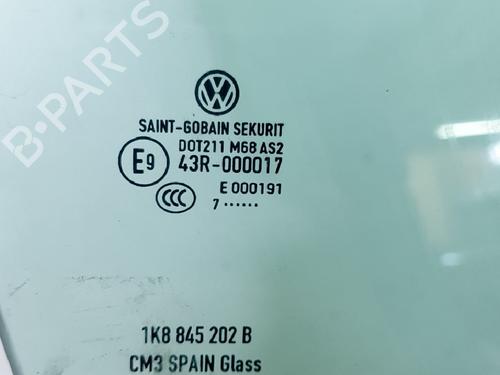 B-PARTS
SAINT-GOBAIN SEKURIT
DOT211 M68 AS2
E9 43R-000017
CCC E 000191
7 ······
1K8 845 202 B
CM3 SPAIN Glass